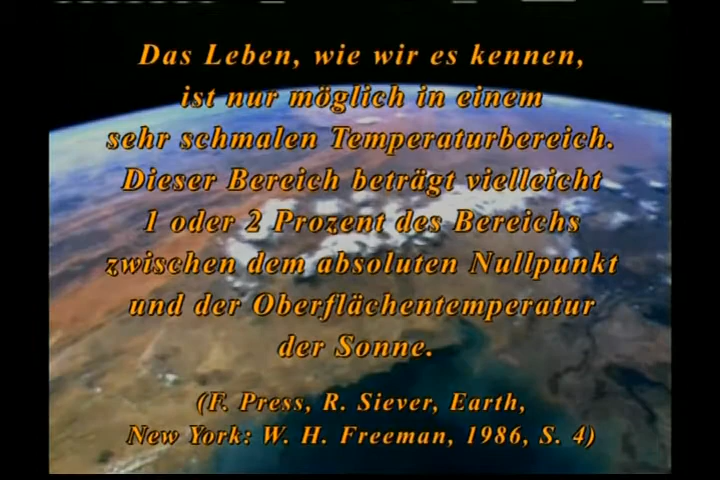 Das Leben, wie wir es kennen,
ist nur möglich in einem
sehr schmalen Temperaturbereich.
Dieser Bereich beträgt vielleicht
1 oder 2 Prozent des Bereichs
zwischen dem absoluten Nullpunkt
und der Oberflächentemperatur
der Sonne.
(F. Press, R. Siever, Earth,
New York: W. H. Freeman, 1986, S. 4)